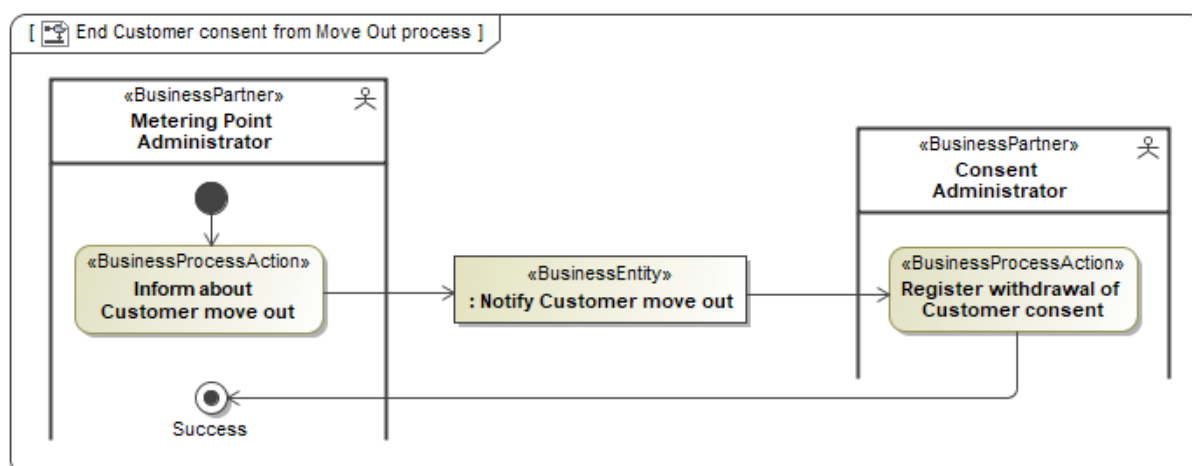 [ End Customer consent from Move Out process ]
«BusinessPartner»
Metering Point
Administrator
«BusinessPartner»
Consent
Administrator
«BusinessProcessAction»
Inform about
Customer move out
«BusinessEntity»
: Notify Customer move out
«BusinessProcessAction»
Register withdrawal of
Customer consent
Success